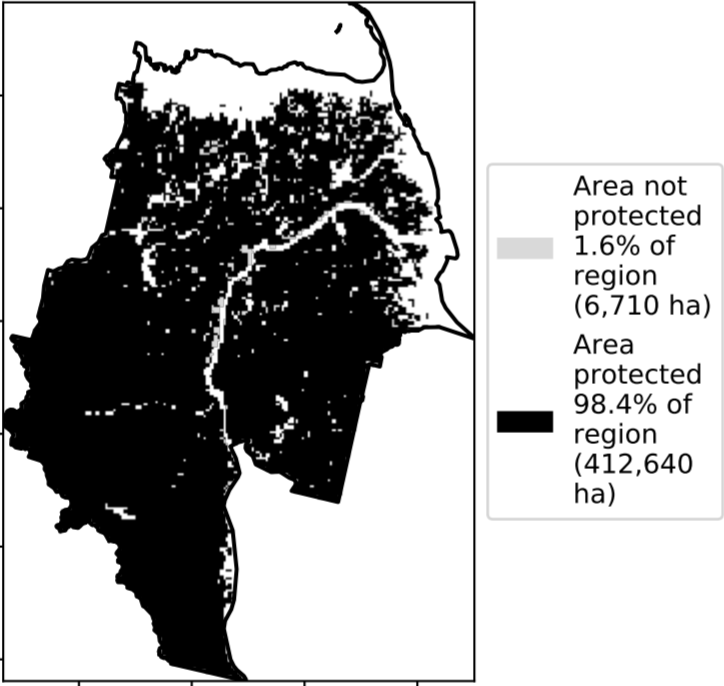 Area not
protected
1.6% of
region
(6,710 ha)
Area
protected
98.4% of
region
(412,640
ha)